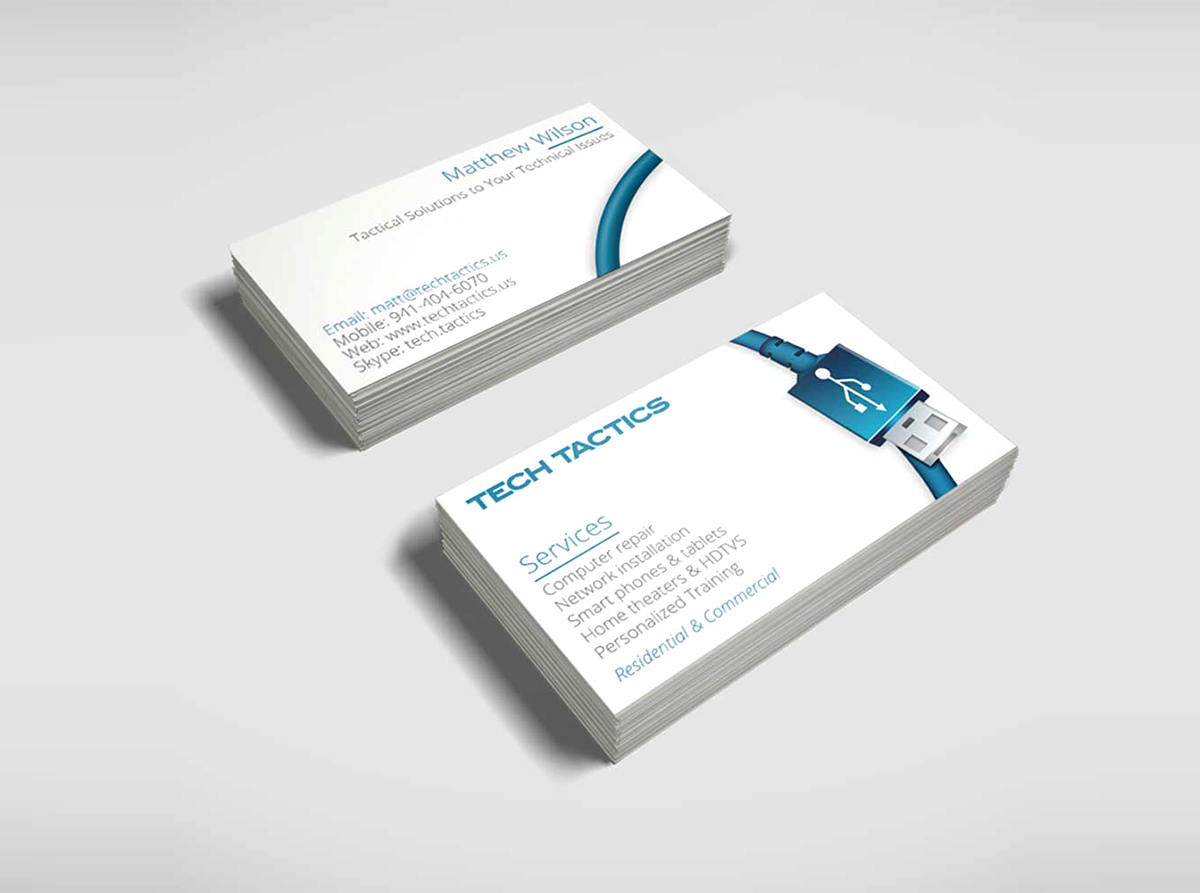 Matthew Wilson
Tactical Solutions to Your Technical Issues
Email: matt@techtactics.us
Mobile: 941-404-6070
Web: www.techtactics.us
Skype: tech.tactics
TECH TACTICS
Services
Computer repair
Network installation
Smart phones & tablets
Home theaters & HDTVS
Personalized Training
Residential & Commercial